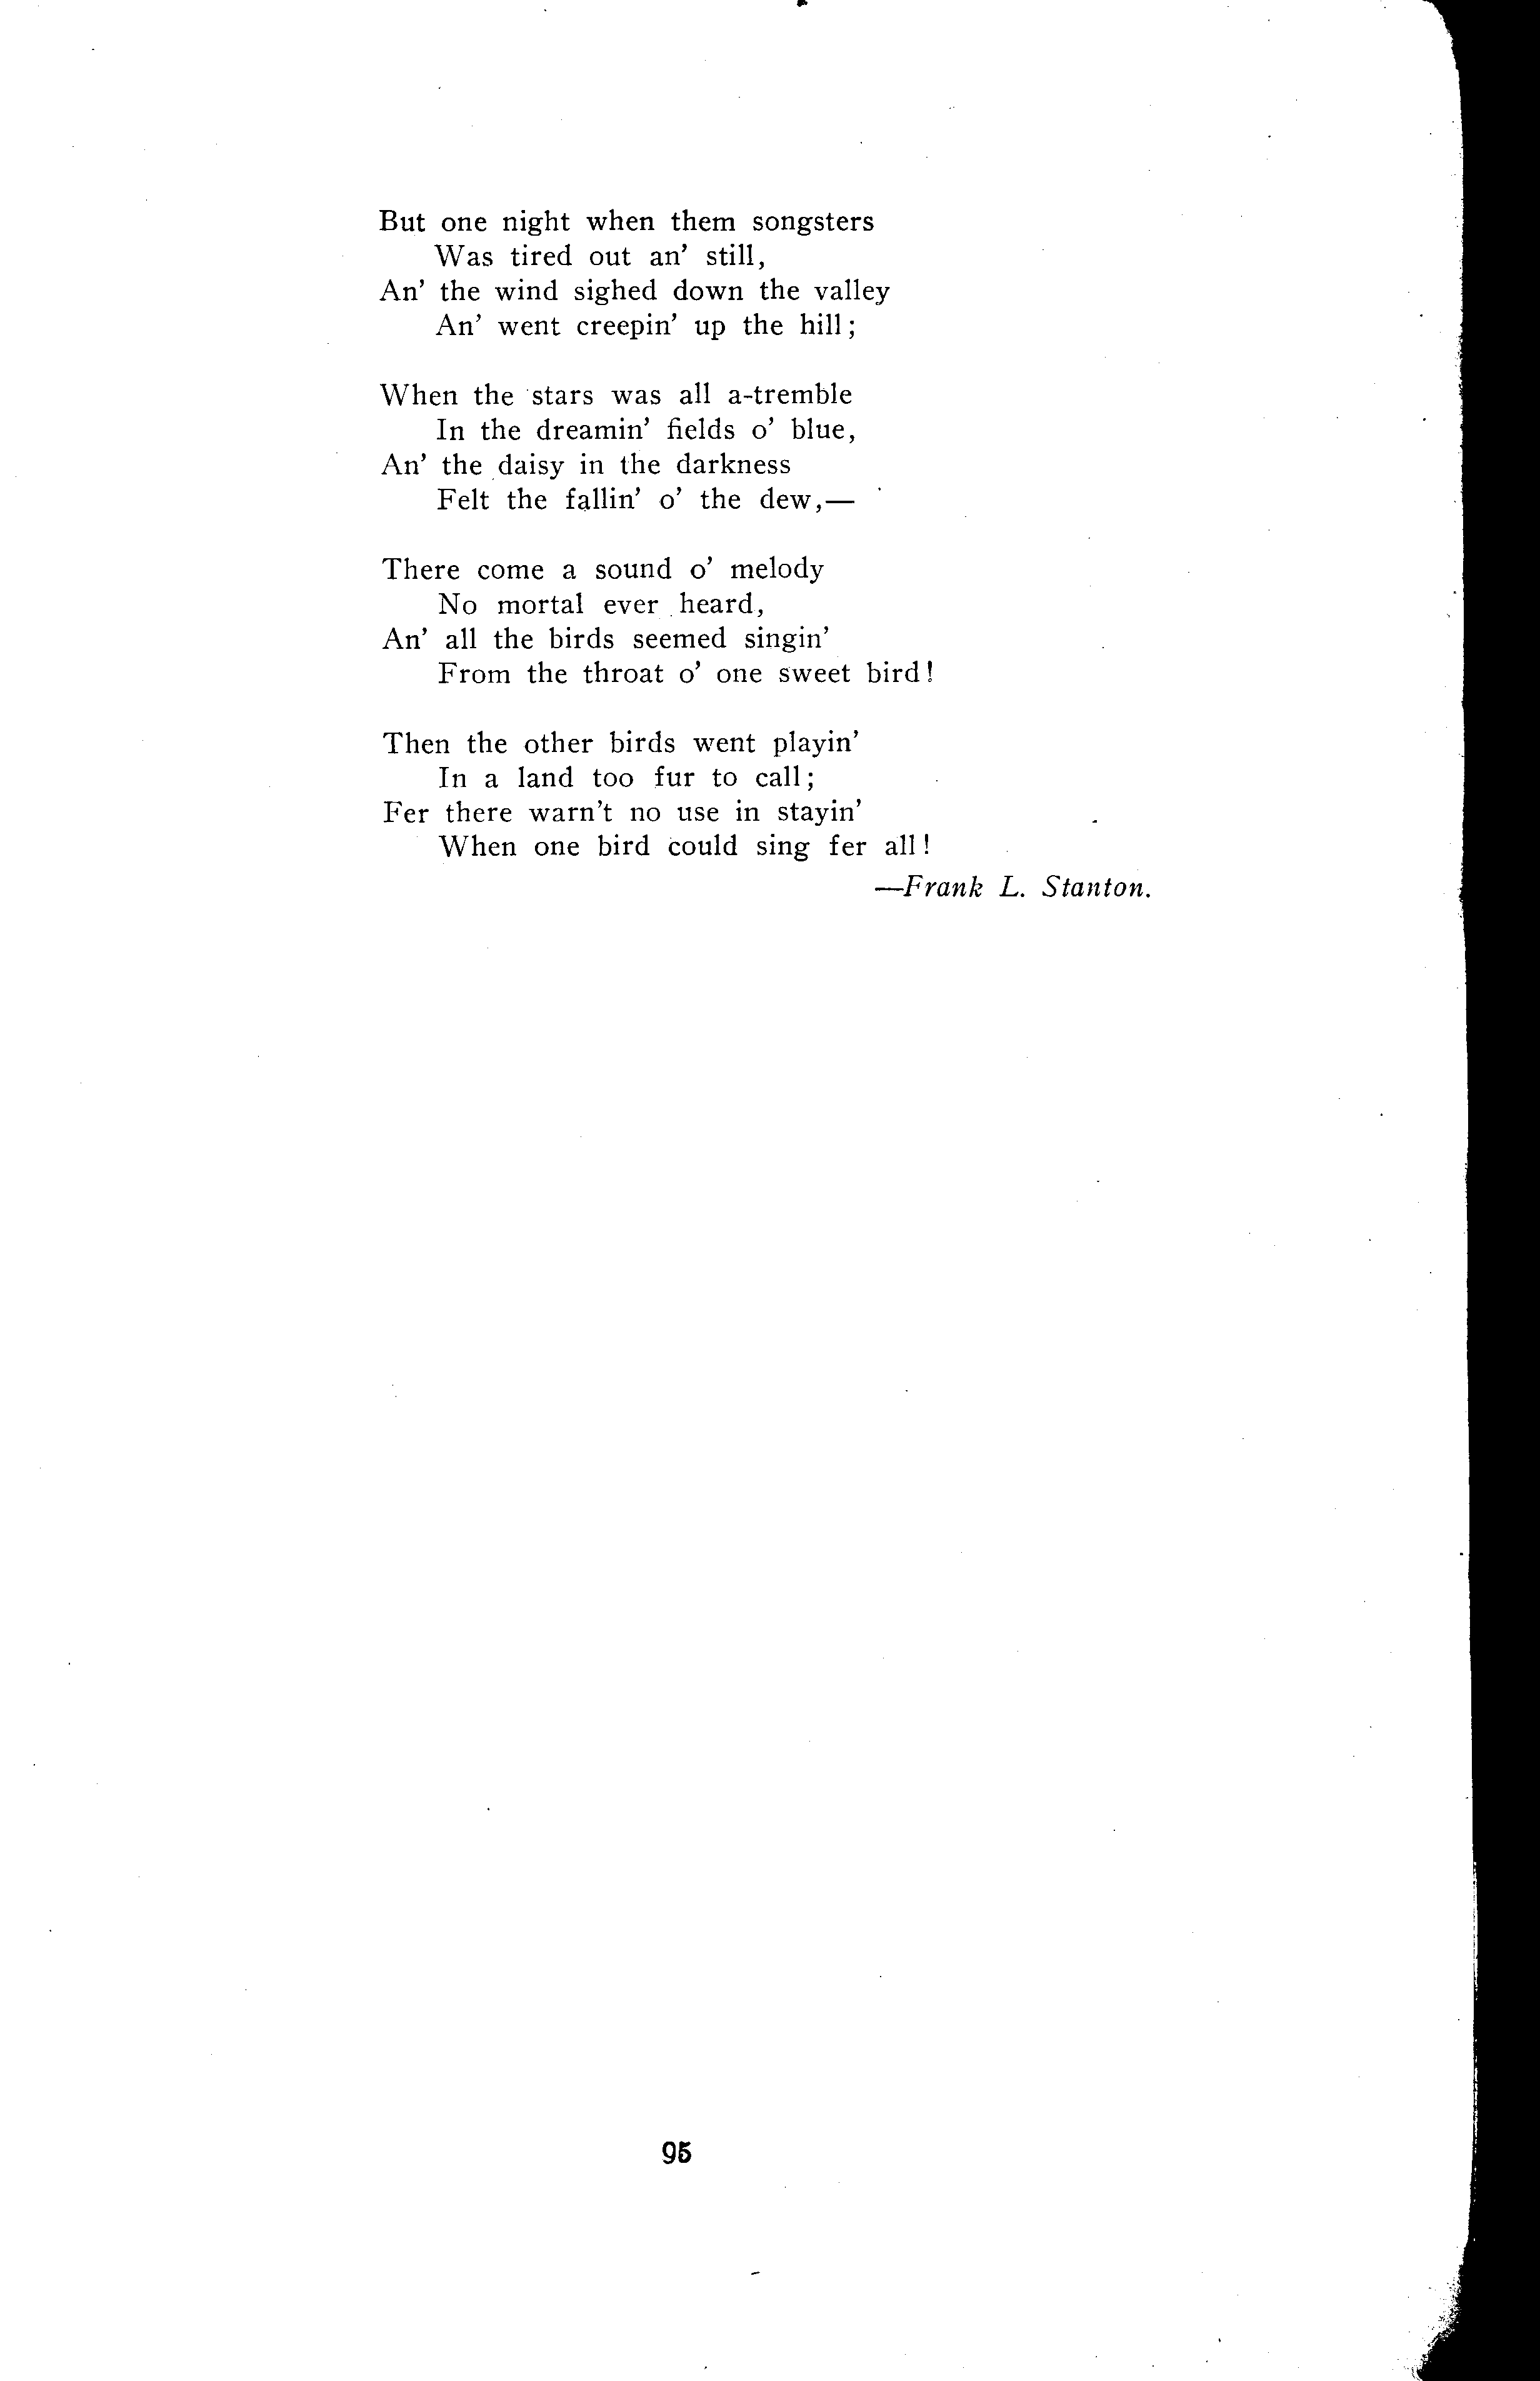 But one night when them songsters
Was tired out an’ still,
An’ the wind sighed down the valley
An’ went creepin’ up the hill;
When the stars was all a-tremble
In the dreamin’ fields o’ blue,
An’ the daisy in the darkness
Felt the fallin’ o’ the dew,—
There come a sound o’ melody
No mortal ever heard,
An’ all the birds seemed singin’
From the throat o’ one sweet bird!
Then the other birds went playin’
In a land too fur to call;
Fer there warn’t no use in stayin’
When one bird could sing fer all!
—Frank L. Stanton.
95